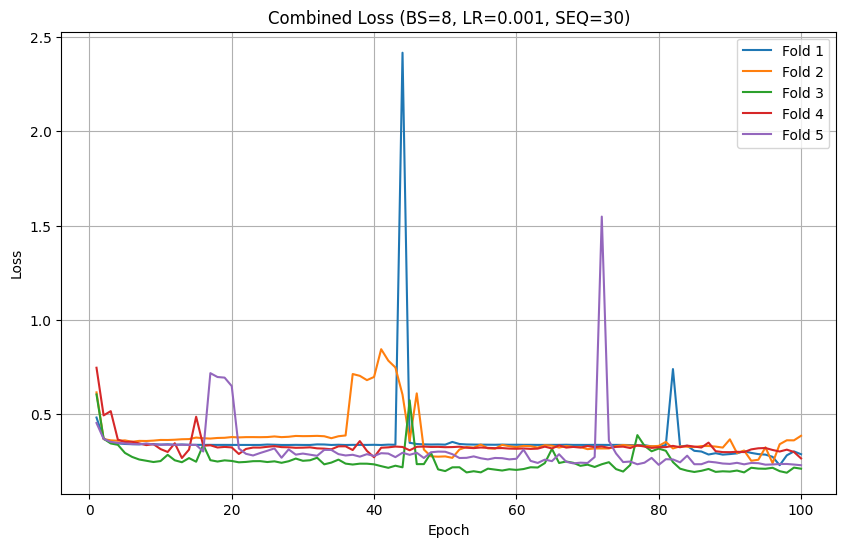 Combined Loss (BS=8, LR=0.001, SEQ=30)
Loss
2.5
2.0
1.5
1.0
0.5
Fold 1
Fold 2
Fold 3
Fold 4
Fold 5
0
20
40
60
80
100
Epoch